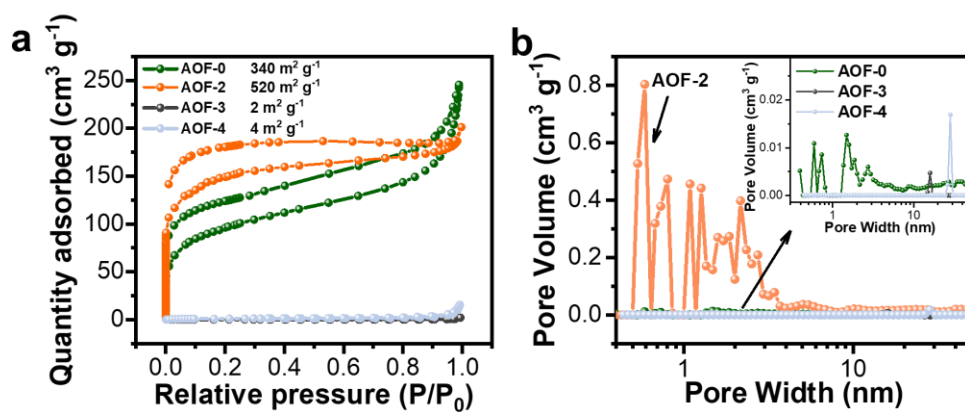 a
Quantity adsorbed (cm³ g⁻¹)
250
200
150
100
50
0
AOF-0 340 m² g⁻¹
AOF-2 520 m² g⁻¹
AOF-3 2 m² g⁻¹
AOF-4 4 m² g⁻¹
0.0 0.2 0.4 0.6 0.8 1.0
Relative pressure (P/P₀)
b
Pore Volume (cm³ g⁻¹)
0.8
0.6
0.4
0.2
0.0
AOF-2
1 10
Pore Width (nm)
Pore Volume (cm³ g⁻¹)
0.02
0.01
0.00
AOF-0
AOF-3
AOF-4
1 10
Pore Width (nm)